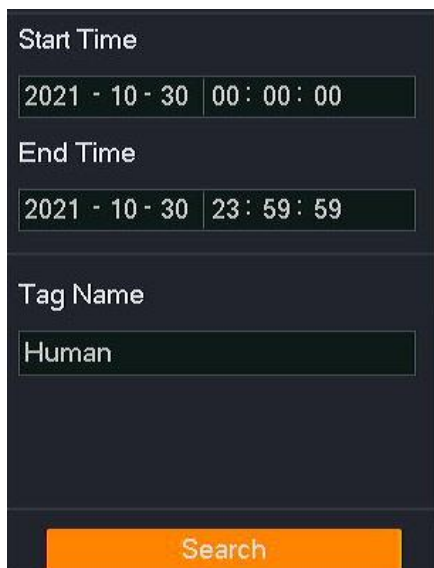 Start Time
2021 - 10 - 30 00 : 00 : 00
End Time
2021 - 10 - 30 23 : 59 : 59
Tag Name
Human
Search